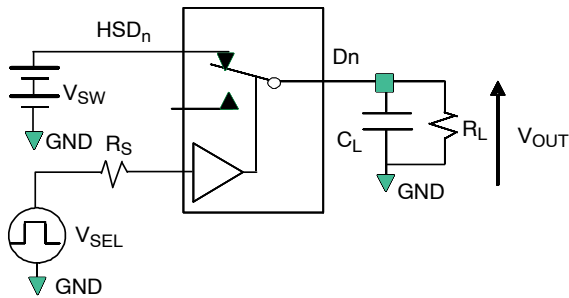 HSDn
Dn
VSW
GND
RS
CL
RL
VOUT
GND
VSEL
GND